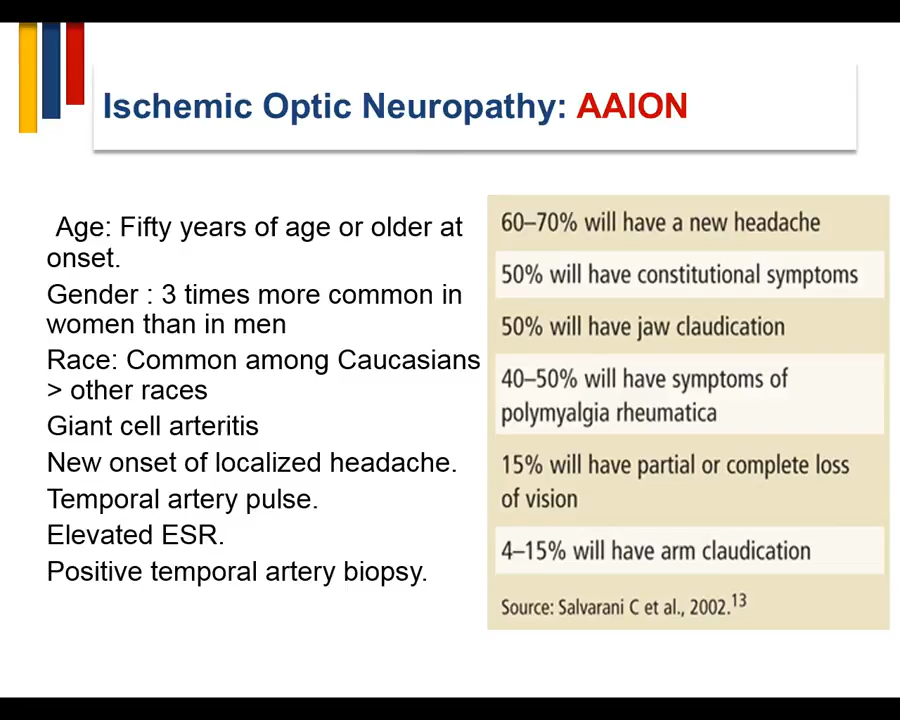 Ischemic Optic Neuropathy: AAION
Age: Fifty years of age or older at
onset.
Gender : 3 times more common in
women than in men
Race: Common among Caucasians
> other races
Giant cell arteritis
New onset of localized headache.
Temporal artery pulse.
Elevated ESR.
Positive temporal artery biopsy.
60–70% will have a new headache
50% will have constitutional symptoms
50% will have jaw claudication
40–50% will have symptoms of
polymyalgia rheumatica
15% will have partial or complete loss
of vision
4–15% will have arm claudication
Source: Salvarani C et al., 2002.13